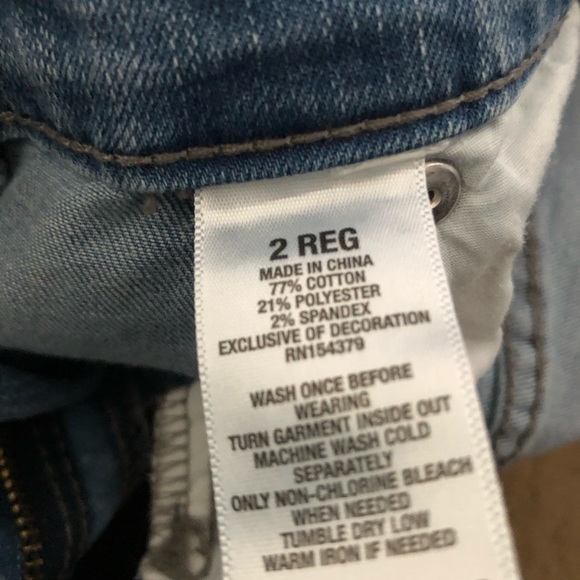 2 REG
MADE IN CHINA
77% COTTON
21% POLYESTER
2% SPANDEX
EXCLUSIVE OF DECORATION
RN154379
WASH ONCE BEFORE
WEARING
TURN GARMENT INSIDE OUT
MACHINE WASH COLD
SEPARATELY
ONLY NON-CHLORINE BLEACH
WHEN NEEDED
TUMBLE DRY LOW
WARM IRON IF NEEDED